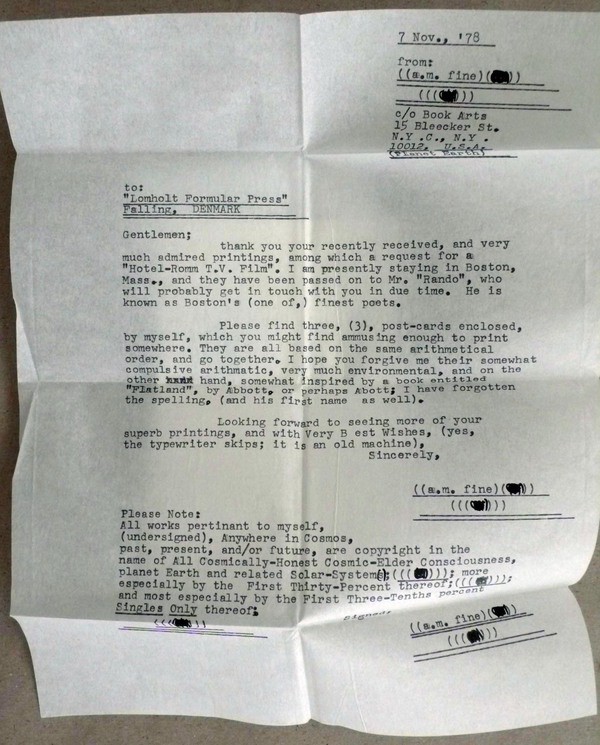 7 Nov., '78
from:
((a.m. fine)( ))
((( )))
c/o Book Arts
15 Bleecker St.
N.Y .C., N.Y .
10012, U.S.A.
(Planet Earth)
to:
"Lomholt Formular Press"
Falling, DENMARK
Gentlemen;
thank you your recently received, and very
much admired printings, among which a request for a
"Hotel-Romm T.V. Film". I am presently staying in Boston,
Mass., and they have been passed on to Mr. "Rando", who
will probably get in touch with you in due time. He is
known as Boston's (one of,) finest poets.
Please find three, (3), post-cards enclosed,
by myself, which you might find ammusing enough to print
somewhere. They are all based on the same arithmetical
order, and go together. I hope you forgive me their somewhat
compulsive arithmatic, very much environmental, and on the
other hand, somewhat inspired by a book entitled
"Flatland", by Abbott, or perhaps Abott; I have forgotten
the spelling, (and his first name as well).
Looking forward to seeing more of your
superb printings, and with Very B est Wishes, (yes,
the typewriter skips; it is an old machine),
Sincerely,
((a.m. fine)( ))
((( )))
Please Note:
All works pertinant to myself,
(undersigned), Anywhere in Cosmos,
past, present, and/or future, are copyright in the
name of All Cosmically-Honest Cosmic-Elder Consciousness,
planet Earth and related Solar-System;((( ))); more
especially by the First Thirty-Percent thereof;((( )));
and most especially by the First Three-Tenths percent
Singles Only thereof;
((( )))
Signed,
((a.m. fine)( ))
((( )))